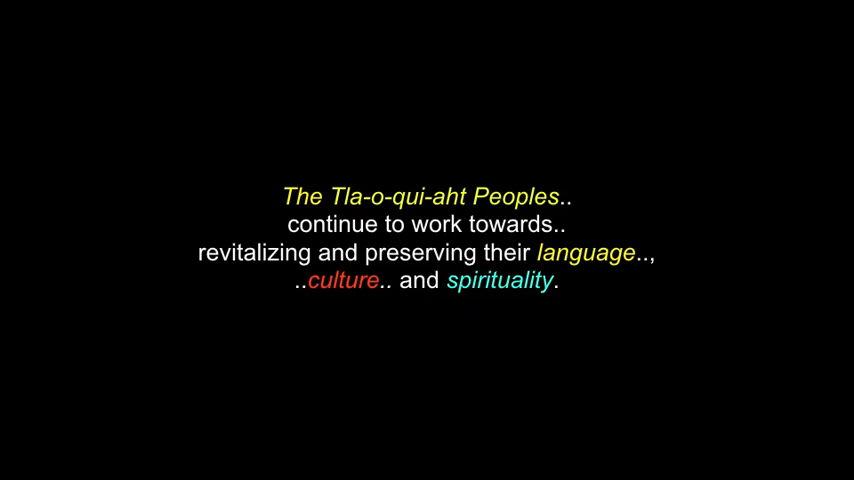 The Tla-o-qui-aht Peoples..
continue to work towards..
revitalizing and preserving their language..,
..culture.. and spirituality.